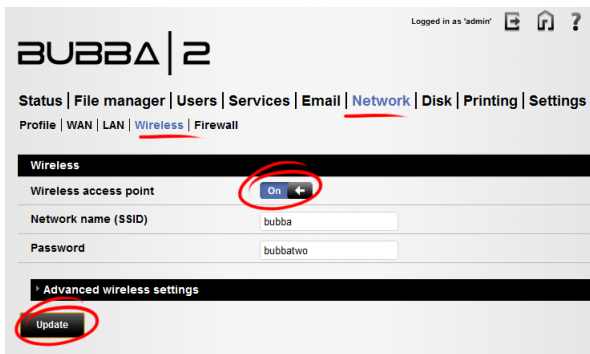 Logged in as 'admin' ?
BUBBA|2
Status | File manager | Users | Services | Email | Network | Disk | Printing | Settings
Profile | WAN | LAN | Wireless | Firewall
Wireless
Wireless access point On
Network name (SSID) bubba
Password bubbatwo
Advanced wireless settings
Update